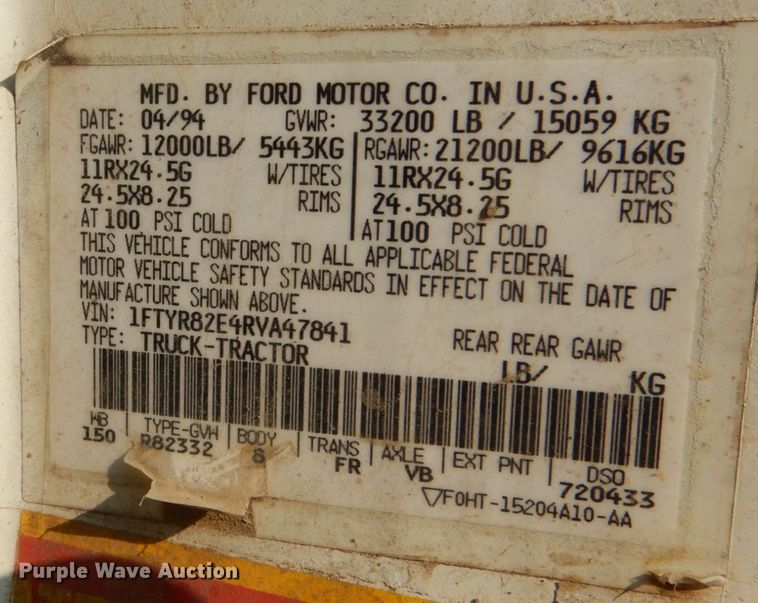 MFD. BY FORD MOTOR CO. IN U.S.A.
DATE: 04/94 GVWR: 33200 LB / 15059 KG
FGAWR: 12000LB/ 5443KG RGAWR: 21200LB/ 9616KG
11RX24.5G W/TIRES 11RX24.5G W/TIRES
24.5X8.25 RIMS 24.5X8.25 RIMS
AT 100 PSI COLD AT 100 PSI COLD
THIS VEHICLE CONFORMS TO ALL APPLICABLE FEDERAL
MOTOR VEHICLE SAFETY STANDARDS IN EFFECT ON THE DATE OF
MANUFACTURE SHOWN ABOVE.
VIN: 1FTYR82E4RVA47841 REAR REAR GAWR
TYPE: TRUCK-TRACTOR LB/ KG
WB TYPE-GVW BODY TRANS AXLE EXT PNT DSO
150 R82332 8 FR VB 720433
▽F0HT-15204A10-AA
Purple Wave Auction